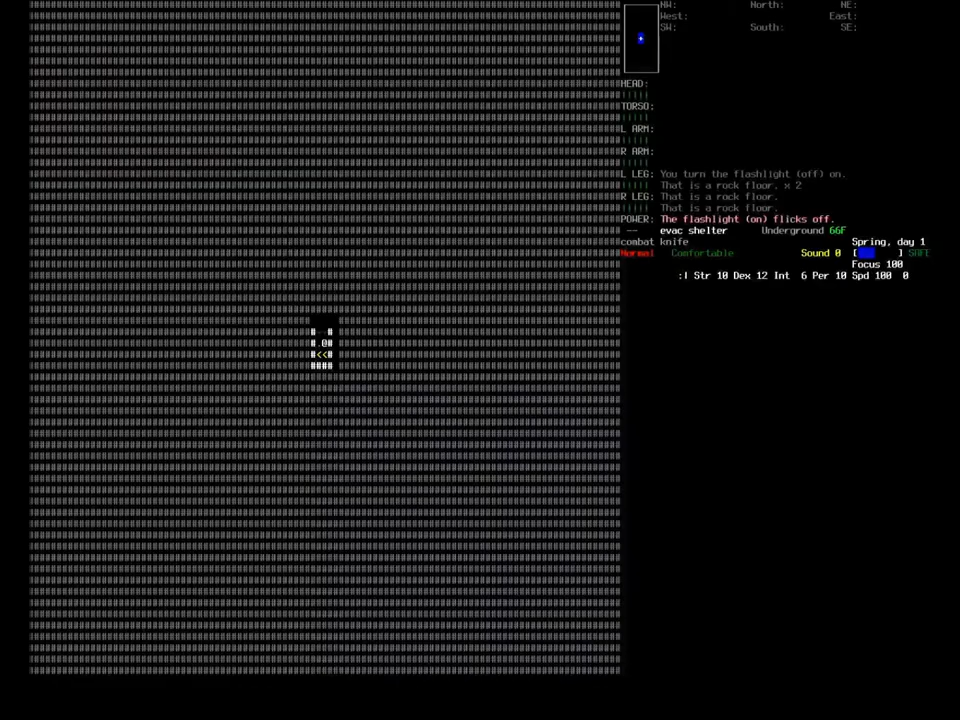 NW: North: NE:
West: East:
SW: South: SE:
HEAD:
TORSO:
L ARM:
R ARM:
L LEG: You turn the flashlight (off) on.
That is a rock floor. x 2
R LEG: That is a rock floor.
That is a rock floor.
POWER: The flashlight (on) flicks off.
-- evac shelter Underground 66F
combat knife Spring, day 1
Normal Comfortable Sound 0 [ ] SAFE
Focus 100
:| Str 10 Dex 12 Int 6 Per 10 Spd 100 0
# #
#.@#
#<<#
####